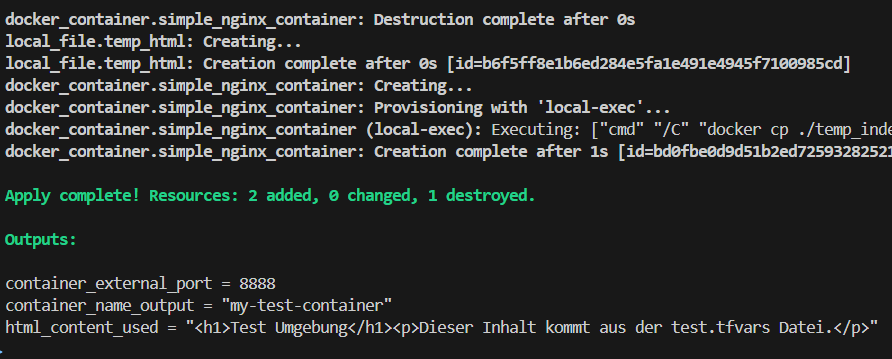 docker_container.simple_nginx_container: Destruction complete after 0s
local_file.temp_html: Creating...
local_file.temp_html: Creation complete after 0s [id=b6f5ff8e1b6ed284e5fa1e491e4945f7100985cd]
docker_container.simple_nginx_container: Creating...
docker_container.simple_nginx_container: Provisioning with 'local-exec'...
docker_container.simple_nginx_container (local-exec): Executing: ["cmd" "/C" "docker cp ./temp_inde
docker_container.simple_nginx_container: Creation complete after 1s [id=bd0fbe0d9d51b2ed72593282521
Apply complete! Resources: 2 added, 0 changed, 1 destroyed.
Outputs:
container_external_port = 8888
container_name_output = "my-test-container"
html_content_used = "<h1>Test Umgebung</h1><p>Dieser Inhalt kommt aus der test.tfvars Datei.</p>"